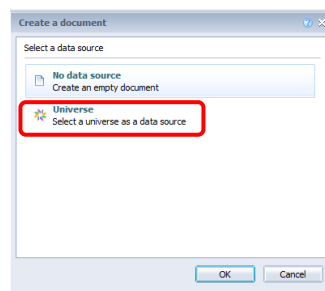 Create a document
Select a data source
No data source
Create an empty document
Universe
Select a universe as a data source
OK Cancel